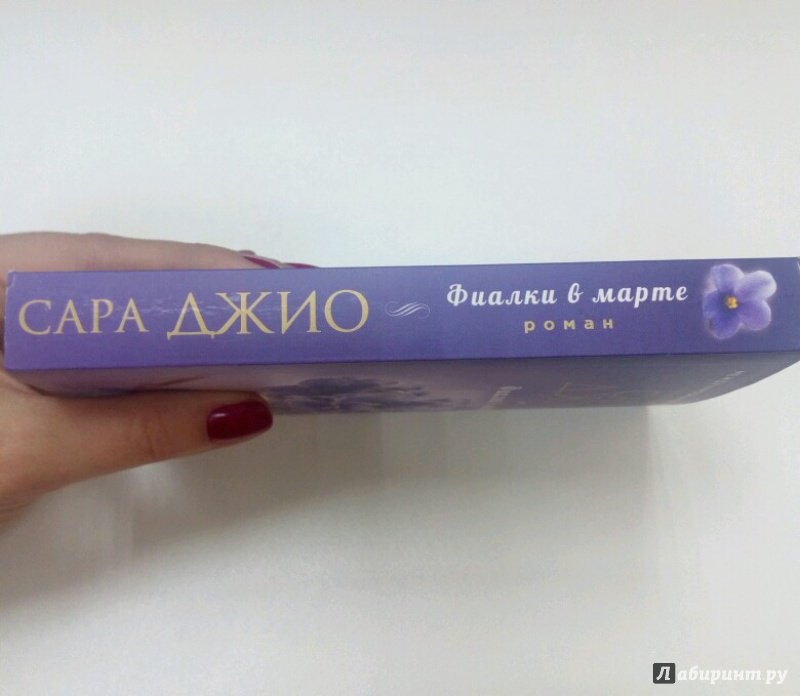 САРА ДЖИО
Фиалки в марте
роман
Лабиринт.ру